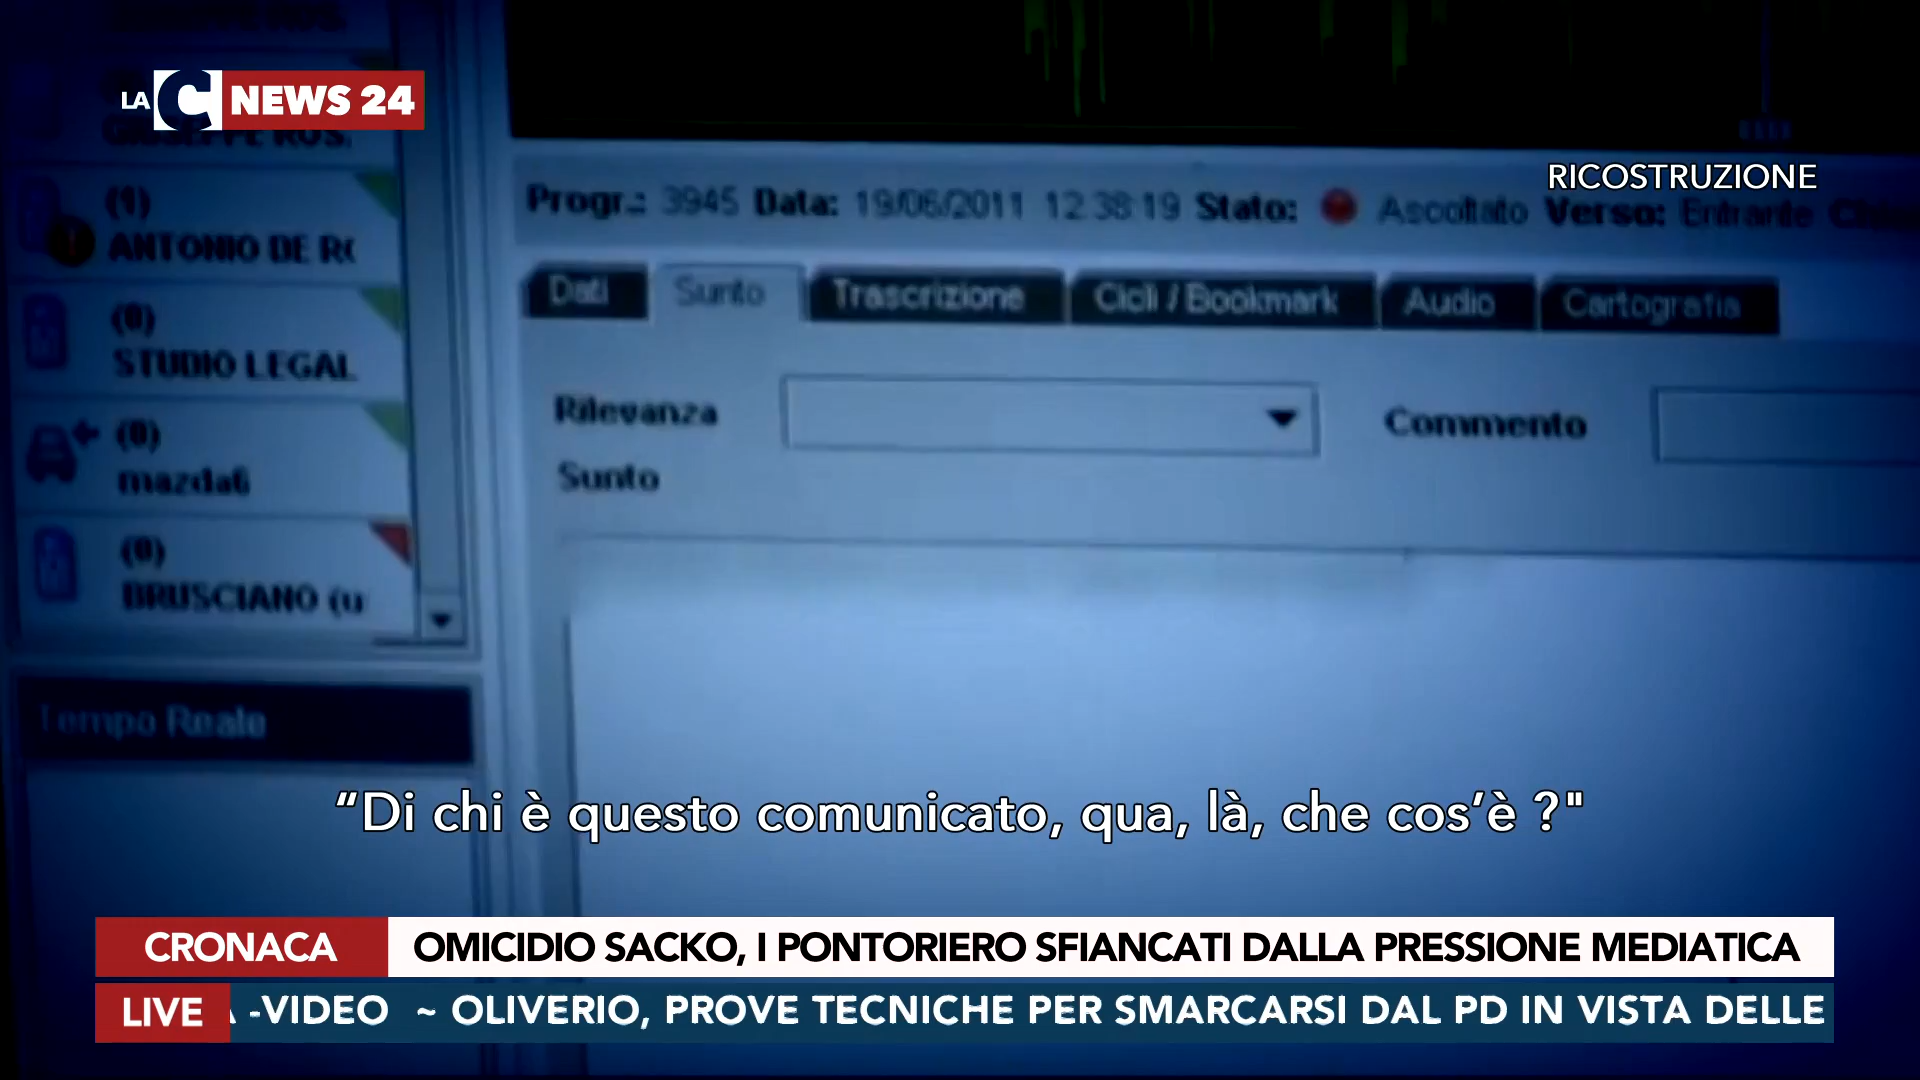 LA C NEWS 24
RICOSTRUZIONE
(1)
ANTONIO DE R
(0)
STUDIO LEGAL
(0)
mazda6
(0)
BRUSCIANO (u
Tempo Reale
Progr.: 3945 Data: 19/06/2011 12:38:19 Stato: Ascoltato Verso: Entrante
Dati Sunto Trascrizione Cicli / Bookmark Audio Cartografia
Rilevanza Commento
Sunto
“Di chi è questo comunicato, qua, là, che cos’è ?"
CRONACA OMICIDIO SACKO, I PONTORIERO SFIANCATI DALLA PRESSIONE MEDIATICA
LIVE -VIDEO ~ OLIVERIO, PROVE TECNICHE PER SMARCARSI DAL PD IN VISTA DELLE